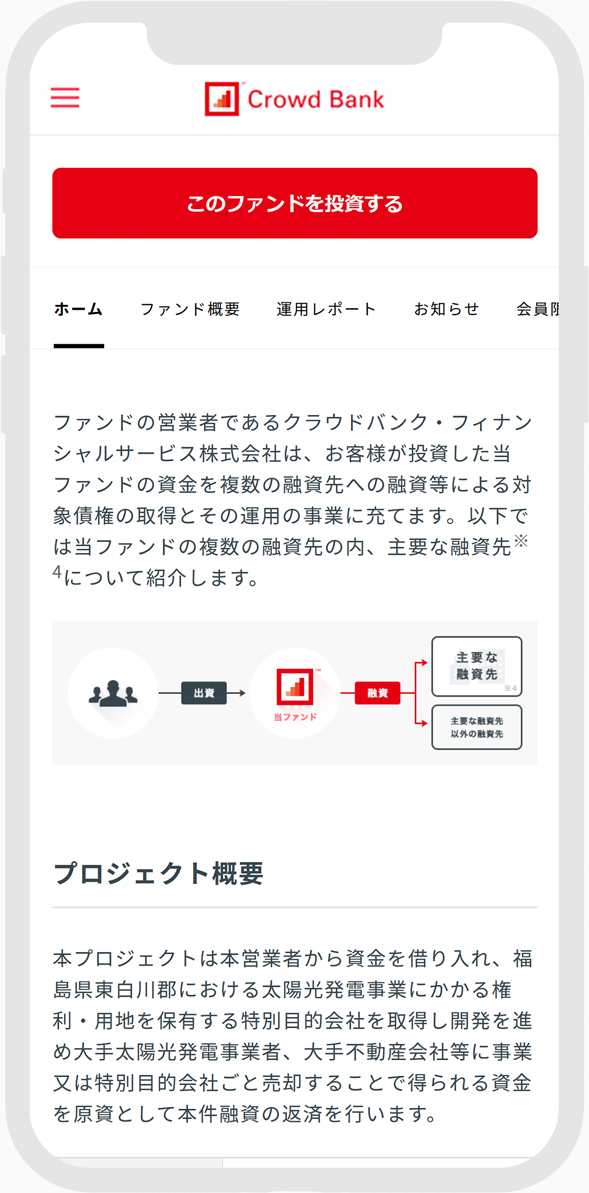 Crowd Bank
このファンドを投資する
ホーム ファンド概要 運用レポート お知らせ 会員限
ファンドの営業者であるクラウドバンク・フィナン
シャルサービス株式会社は、お客様が投資した当
ファンドの資金を複数の融資先への融資等による対
象債権の取得とその運用の事業に充てます。以下で
は当ファンドの複数の融資先の内、主要な融資先※
4について紹介します。
出資
当ファンド
TM
融資
主要な
融資先
※4
主要な融資先
以外の融資先
プロジェクト概要
本プロジェクトは本営業者から資金を借り入れ、福
島県東白川郡における太陽光発電事業にかかる権
利・用地を保有する特別目的会社を取得し開発を進
め大手太陽光発電事業者、大手不動産会社等に事業
又は特別目的会社ごと売却することで得られる資金
を原資として本件融資の返済を行います。